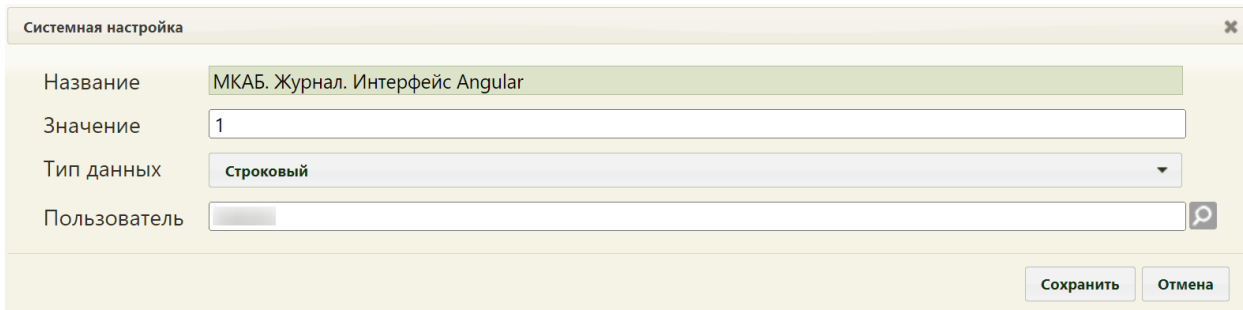 Системная настройка
Название МКАБ. Журнал. Интерфейс Angular
Значение 1
Тип данных Строковый
Пользователь
Сохранить Отмена